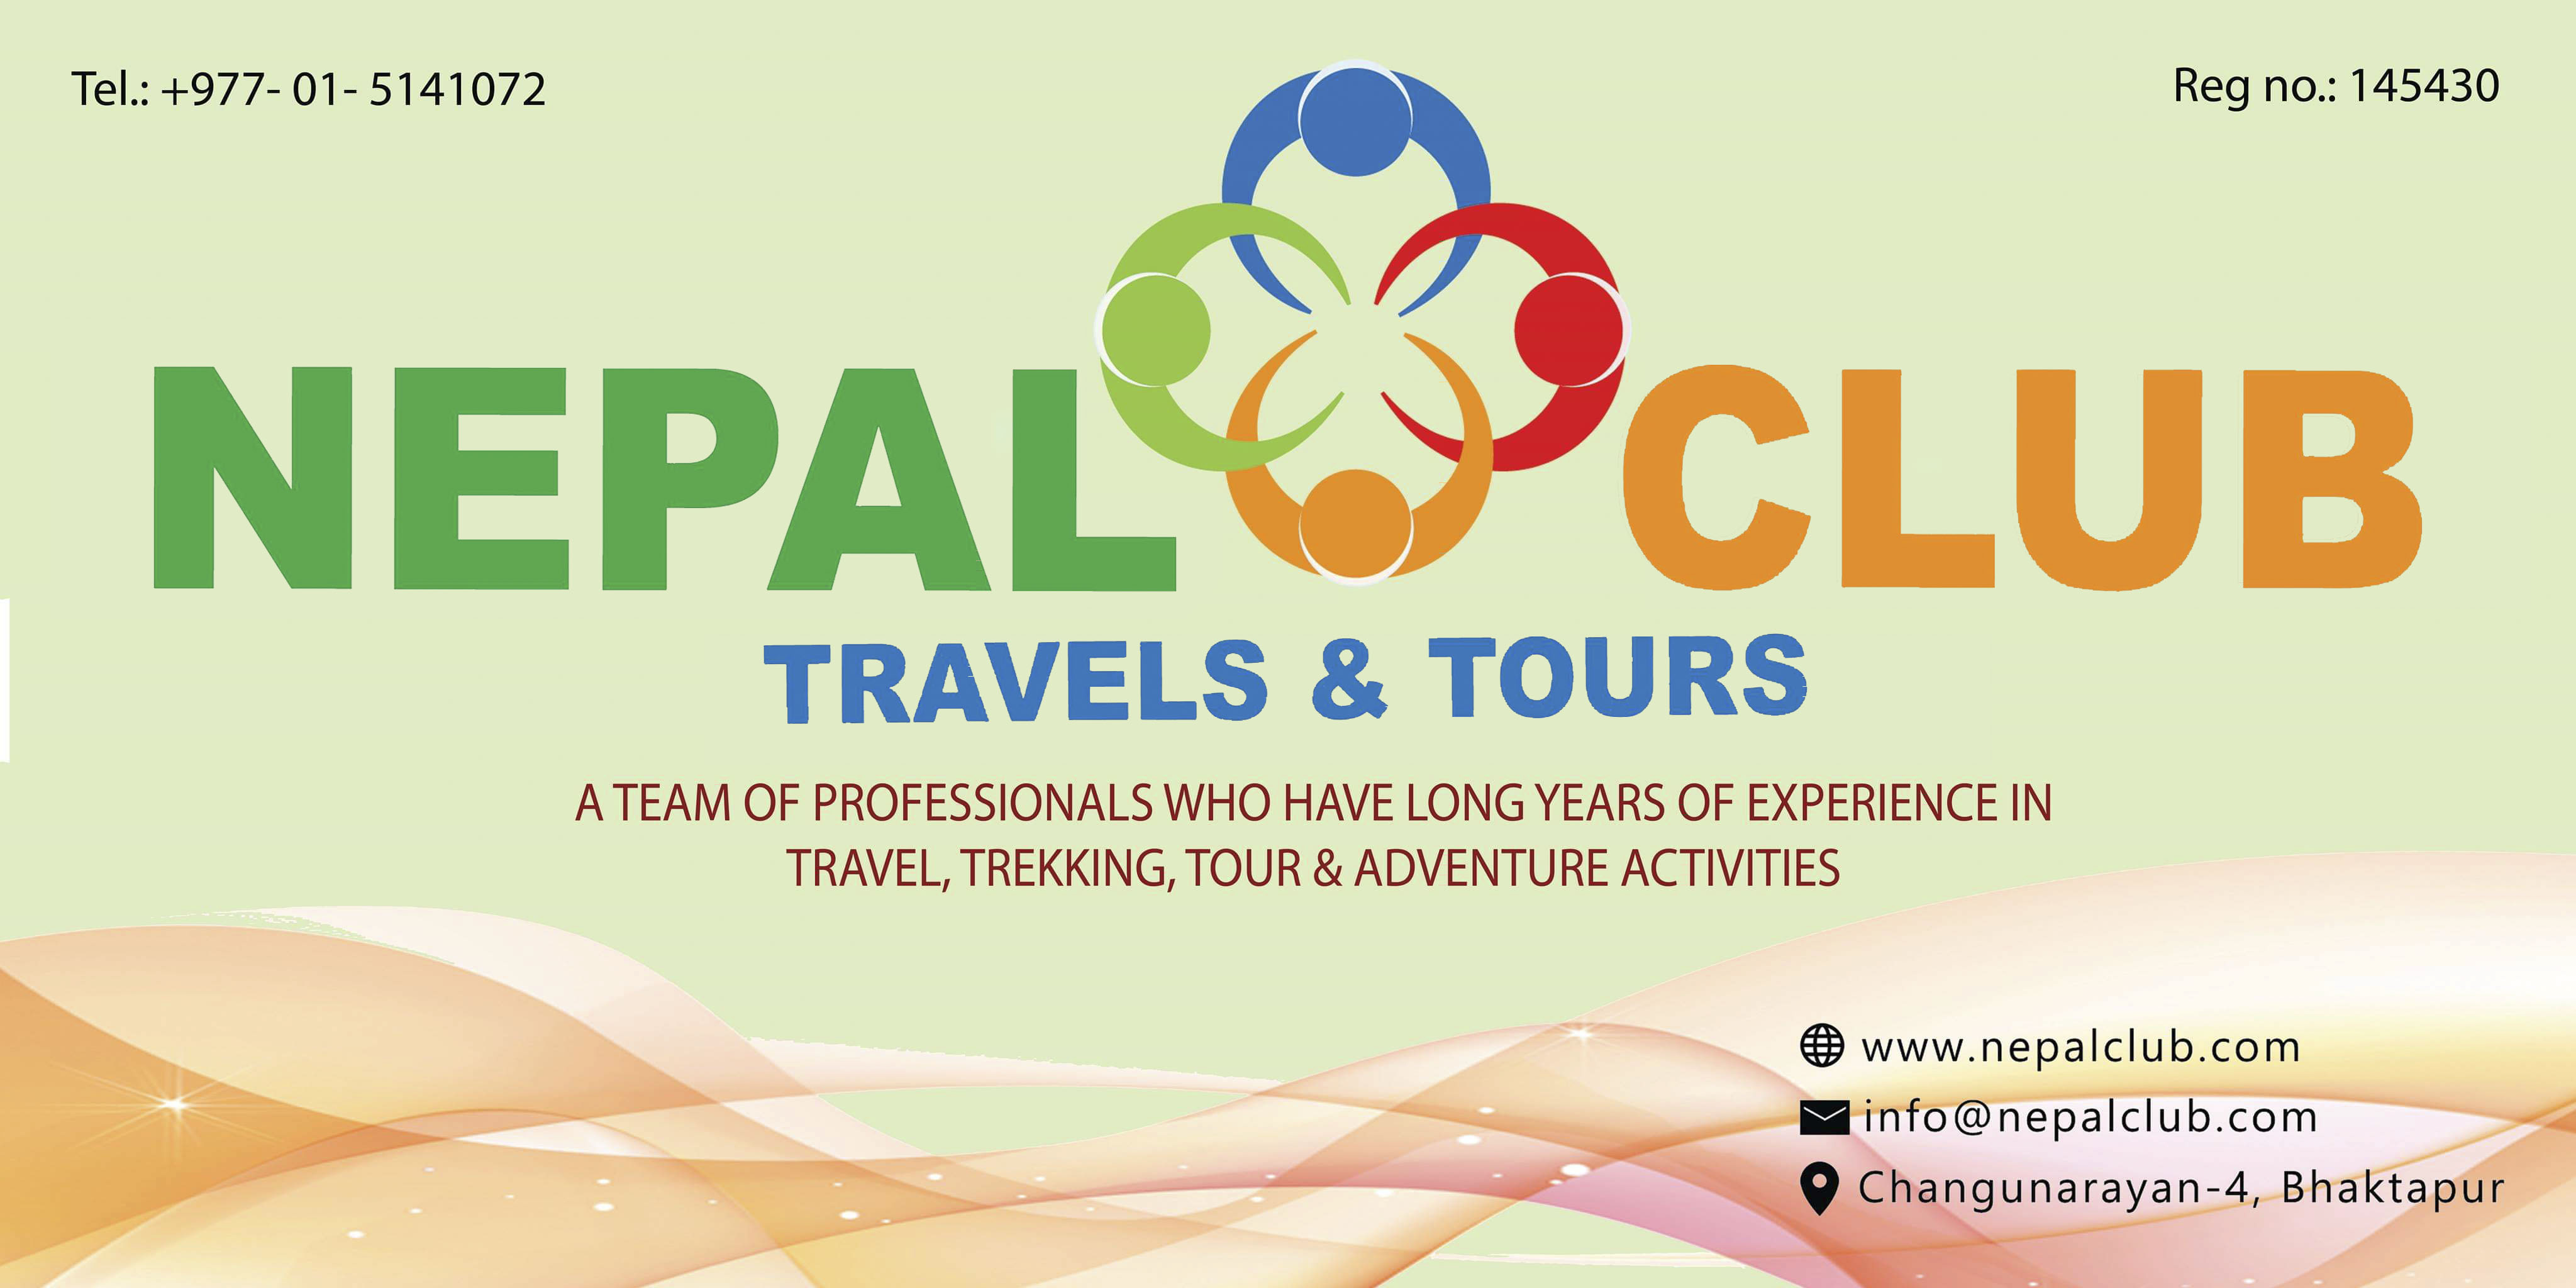 Tel.: +977- 01- 5141072
Reg no.: 145430
NEPAL CLUB
TRAVELS & TOURS
A TEAM OF PROFESSIONALS WHO HAVE LONG YEARS OF EXPERIENCE IN
TRAVEL, TREKKING, TOUR & ADVENTURE ACTIVITIES
www.nepalclub.com
info@nepalclub.com
Changunarayan-4, Bhaktapur